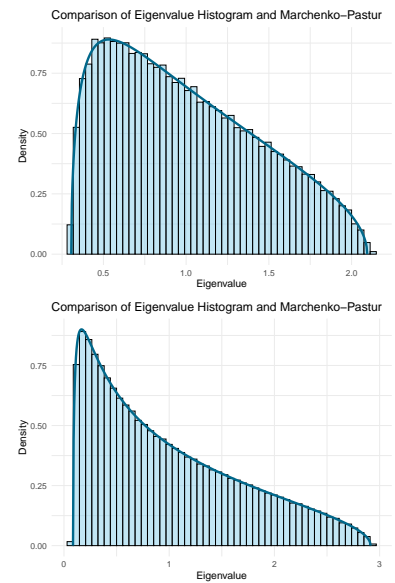 Comparison of Eigenvalue Histogram and Marchenko−Pastur
Density
0.75
0.50
0.25
0.00
0.5 1.0 1.5 2.0
Eigenvalue
Comparison of Eigenvalue Histogram and Marchenko−Pastur
Density
0.75
0.50
0.25
0.00
0 1 2 3
Eigenvalue